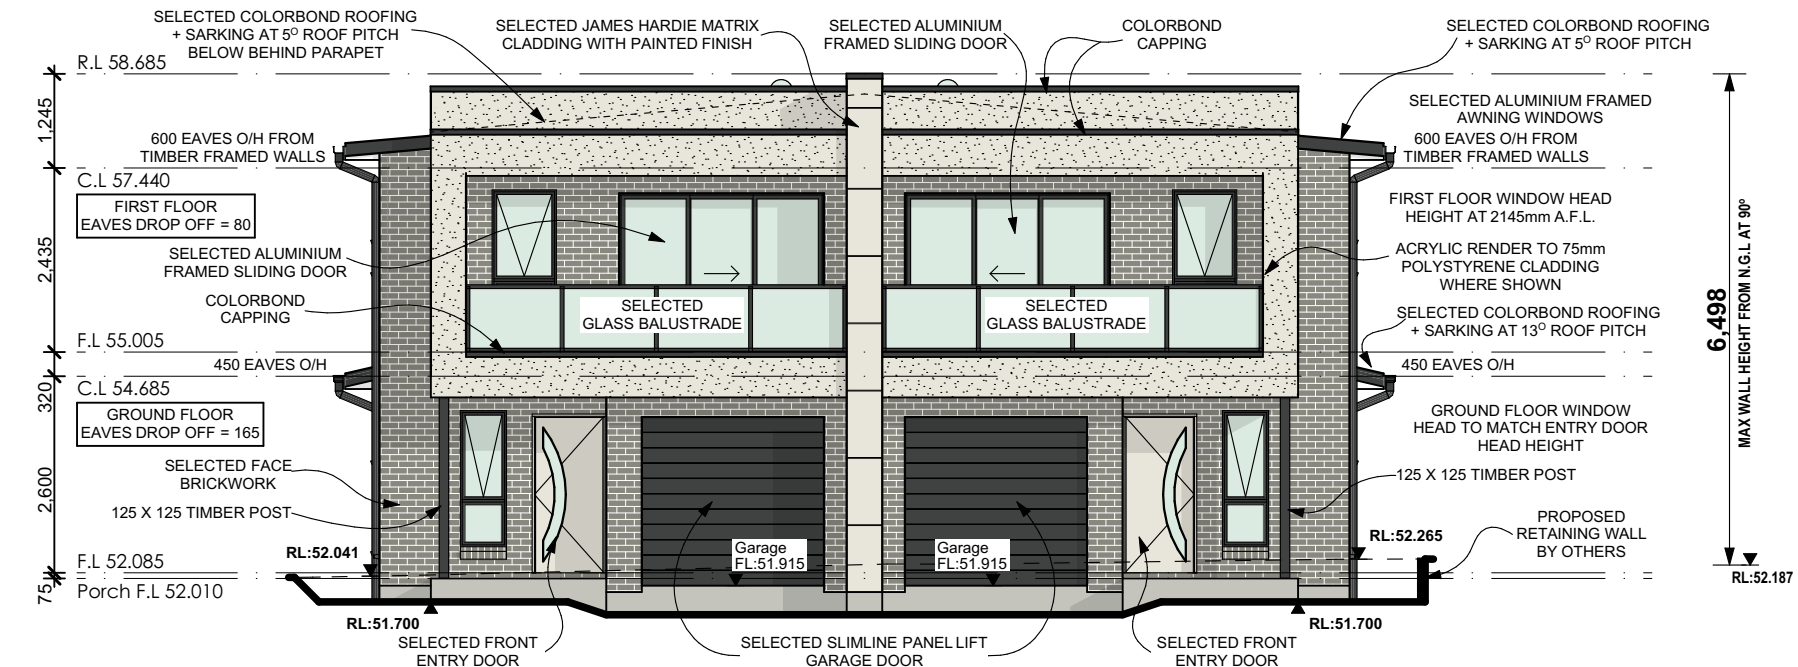 SELECTED COLORBOND ROOFING
+ SARKING AT 5° ROOF PITCH
BELOW BEHIND PARAPET
SELECTED JAMES HARDIE MATRIX
CLADDING WITH PAINTED FINISH
SELECTED ALUMINIUM
FRAMED SLIDING DOOR
COLORBOND
CAPPING
SELECTED COLORBOND ROOFING
+ SARKING AT 5° ROOF PITCH
R.L 58.685
1,245
600 EAVES O/H FROM
TIMBER FRAMED WALLS
C.L 57.440
FIRST FLOOR
EAVES DROP OFF = 80
2,435
SELECTED ALUMINIUM
FRAMED SLIDING DOOR
COLORBOND
CAPPING
F.L 55.005
450 EAVES O/H
320
C.L 54.685
GROUND FLOOR
EAVES DROP OFF = 165
SELECTED FACE
BRICKWORK
2,600
125 X 125 TIMBER POST
RL:52.041
F.L 52.085
75
Porch F.L 52.010
RL:51.700
SELECTED
GLASS BALUSTRADE
SELECTED
GLASS BALUSTRADE
Garage
FL:51.915
Garage
FL:51.915
SELECTED FRONT
ENTRY DOOR
SELECTED SLIMLINE PANEL LIFT
GARAGE DOOR
SELECTED FRONT
ENTRY DOOR
SELECTED ALUMINIUM FRAMED
AWNING WINDOWS
600 EAVES O/H FROM
TIMBER FRAMED WALLS
FIRST FLOOR WINDOW HEAD
HEIGHT AT 2145mm A.F.L.
ACRYLIC RENDER TO 75mm
POLYSTYRENE CLADDING
WHERE SHOWN
SELECTED COLORBOND ROOFING
+ SARKING AT 13° ROOF PITCH
450 EAVES O/H
GROUND FLOOR WINDOW
HEAD TO MATCH ENTRY DOOR
HEAD HEIGHT
125 X 125 TIMBER POST
PROPOSED
RETAINING WALL
BY OTHERS
RL:52.265
RL:51.700
6,498
MAX WALL HEIGHT FROM N.G.L AT 90°
RL:52.187